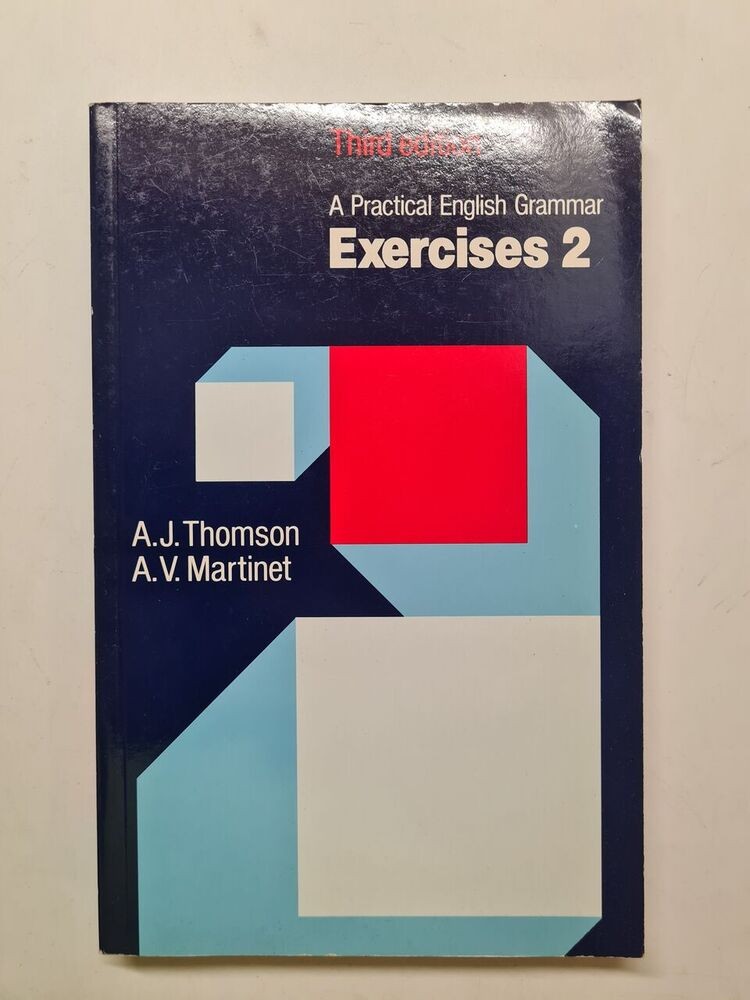 Third edition
A Practical English Grammar
Exercises 2
A.J. Thomson
A.V. Martinet